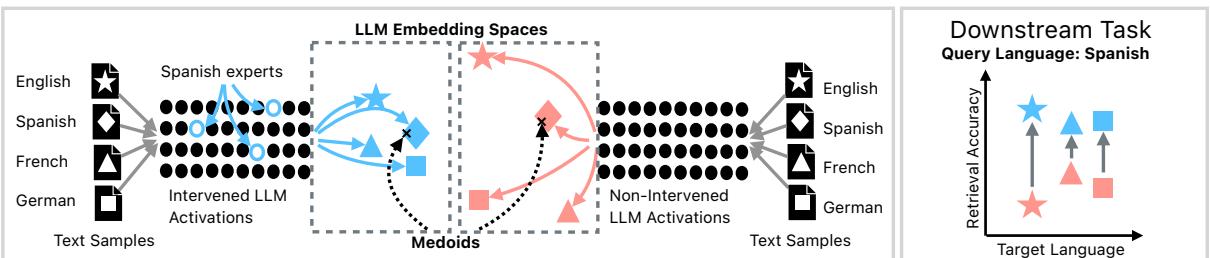 LLM Embedding Spaces
English
Spanish
French
German
Text Samples
Spanish experts
Intervened LLM
Activations
Medoids
Non-Intervened
LLM Activations
English
Spanish
French
German
Text Samples
Downstream Task
Query Language: Spanish
Retrieval Accuracy
Target Language